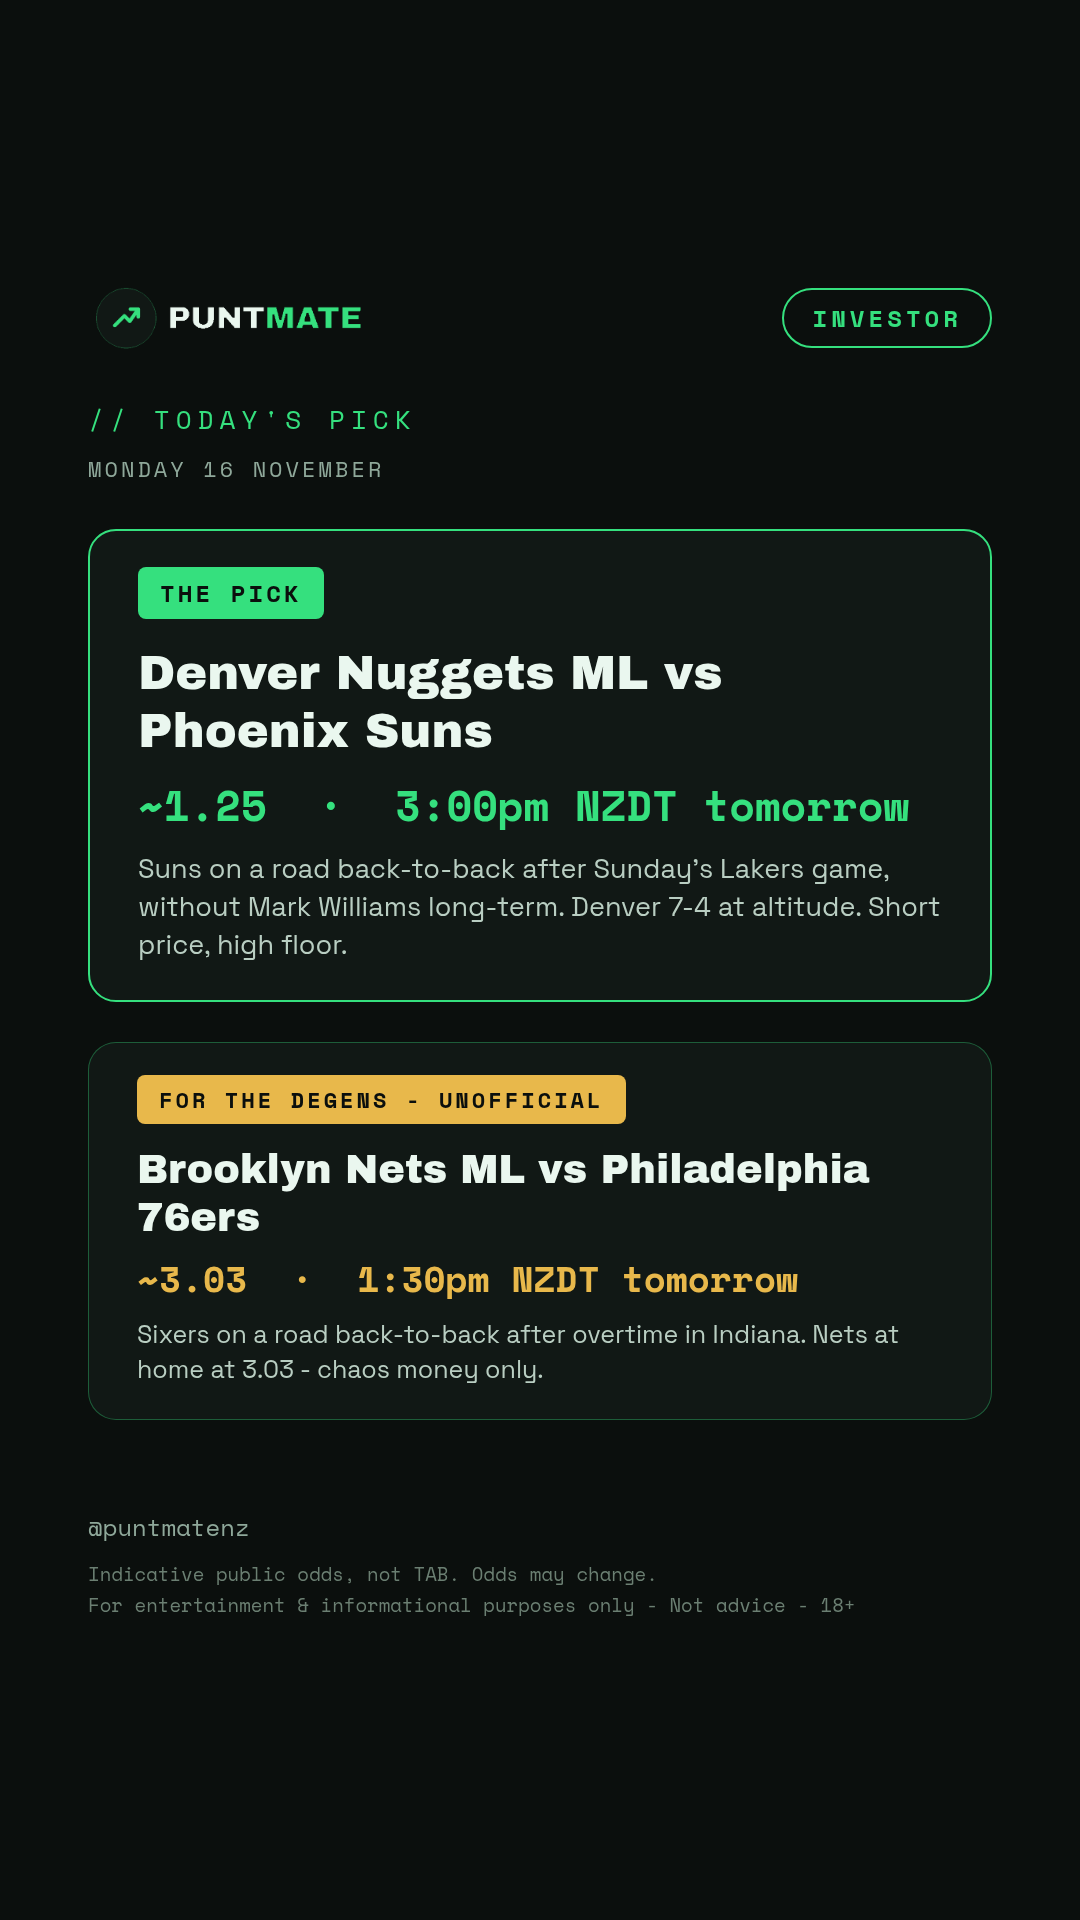 PUNTMATE
INVESTOR
// TODAY'S PICK
MONDAY 16 NOVEMBER
THE PICK
Denver Nuggets ML vs
Phoenix Suns
~1.25 · 3:00pm NZDT tomorrow
Suns on a road back-to-back after Sunday's Lakers game,
without Mark Williams long-term. Denver 7-4 at altitude. Short
price, high floor.
FOR THE DEGENS - UNOFFICIAL
Brooklyn Nets ML vs Philadelphia
76ers
~3.03 · 1:30pm NZDT tomorrow
Sixers on a road back-to-back after overtime in Indiana. Nets at
home at 3.03 - chaos money only.
@puntmatenz
Indicative public odds, not TAB. Odds may change.
For entertainment & informational purposes only - Not advice - 18+